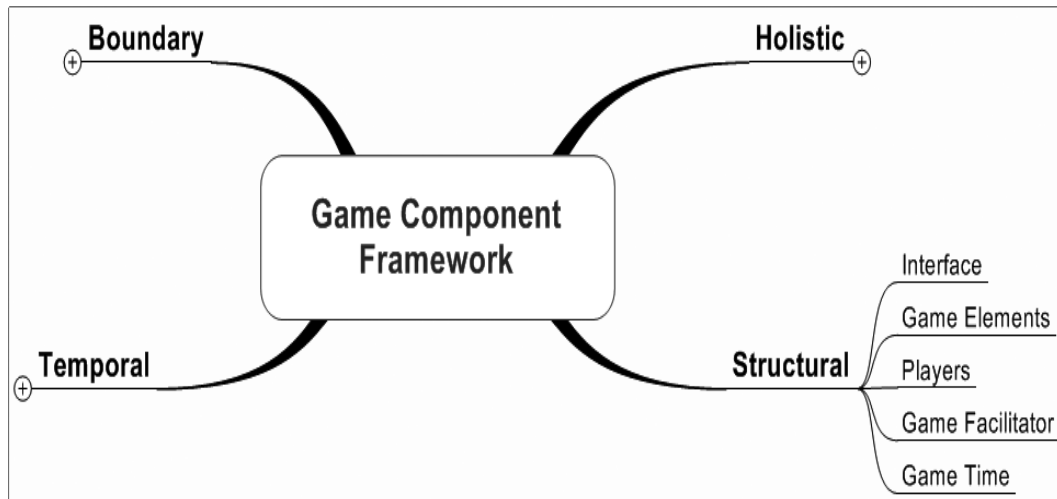 Boundary
Holistic
Game Component
Framework
Temporal
Structural
Interface
Game Elements
Players
Game Facilitator
Game Time